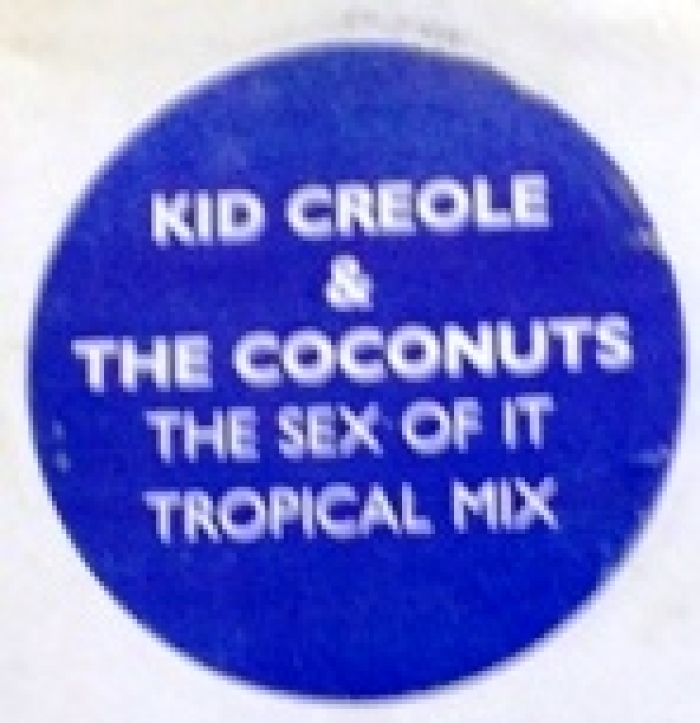 KID CREOLE
&
THE COCONUTS
THE SEX OF IT
TROPICAL MIX